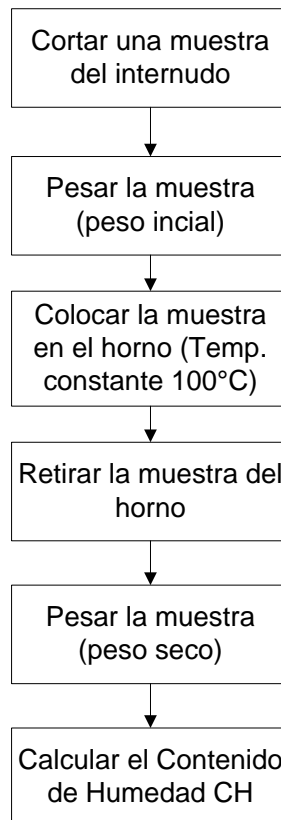 Cortar una muestra
del internudo
Pesar la muestra
(peso incial)
Colocar la muestra
en el horno (Temp.
constante 100°C)
Retirar la muestra del
horno
Pesar la muestra
(peso seco)
Calcular el Contenido
de Humedad CH